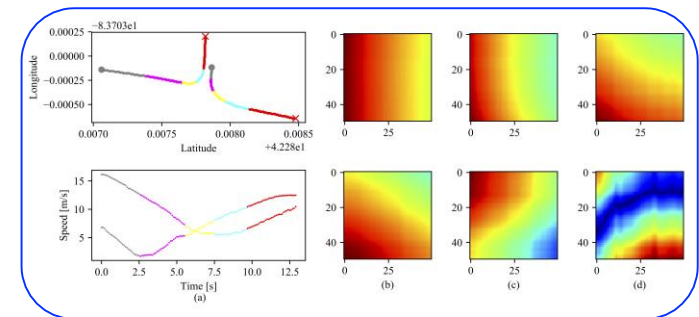 −8.3703e1
0.00025
0.00000
−0.00025
−0.00050
Longitude
0.0070 0.0075 0.0080 0.0085
+4.228e1
Latitude
0
20
40
0 25
0
20
40
0 25
0
20
40
0 25
15
10
5
Speed [m/s]
0.0 2.5 5.0 7.5 10.0 12.5
Time [s]
(a)
0
20
40
0 25
(b)
0
20
40
0 25
(c)
0
20
40
0 25
(d)